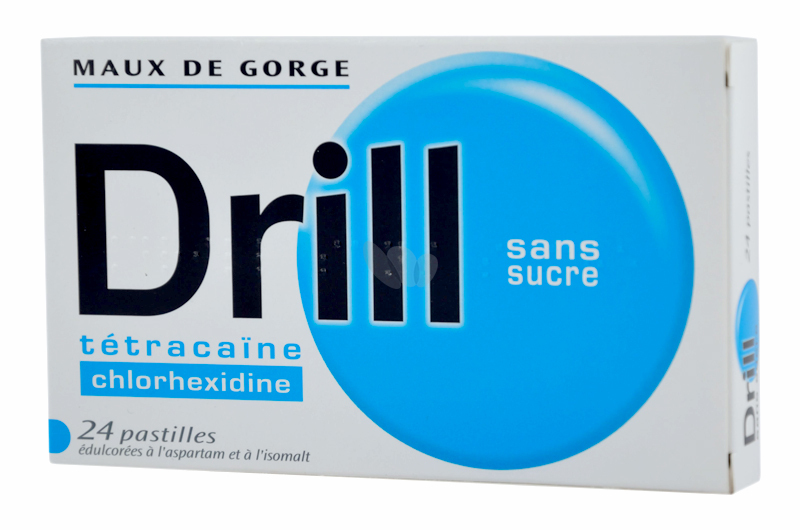 MAUX DE GORGE
Drill
sans
sucre
tétracaïne
chlorhexidine
24 pastilles
édulcorées à l'aspartam et à l'isomalt
24 pastilles
Drill